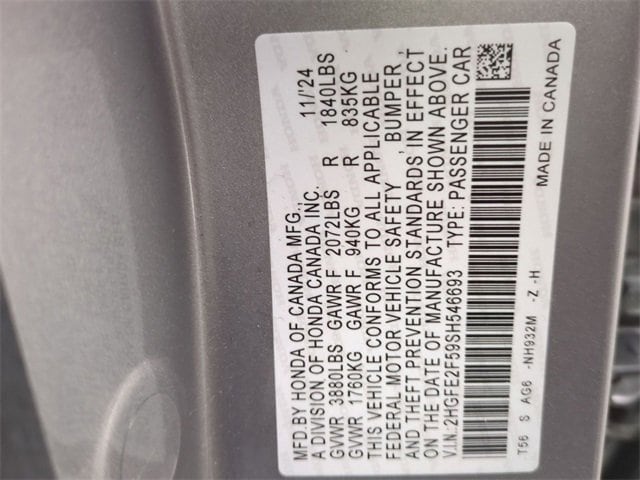 MFD.BY HONDA OF CANADA MFG., 11/'24
A DIVISION OF HONDA CANADA INC.
GVWR 3880LBS GAWR F 2072LBS R 1840LBS
GVWR 1760KG GAWR F 940KG R 835KG
THIS VEHICLE CONFORMS TO ALL APPLICABLE
FEDERAL MOTOR VEHICLE SAFETY , BUMPER ,
AND THEFT PREVENTION STANDARDS IN EFFECT
ON THE DATE OF MANUFACTURE SHOWN ABOVE.
V.I.N.:2HGFE2F59SH546693 TYPE: PASSENGER CAR
T56 S AG6 -NH932M -Z -H
MADE IN CANADA